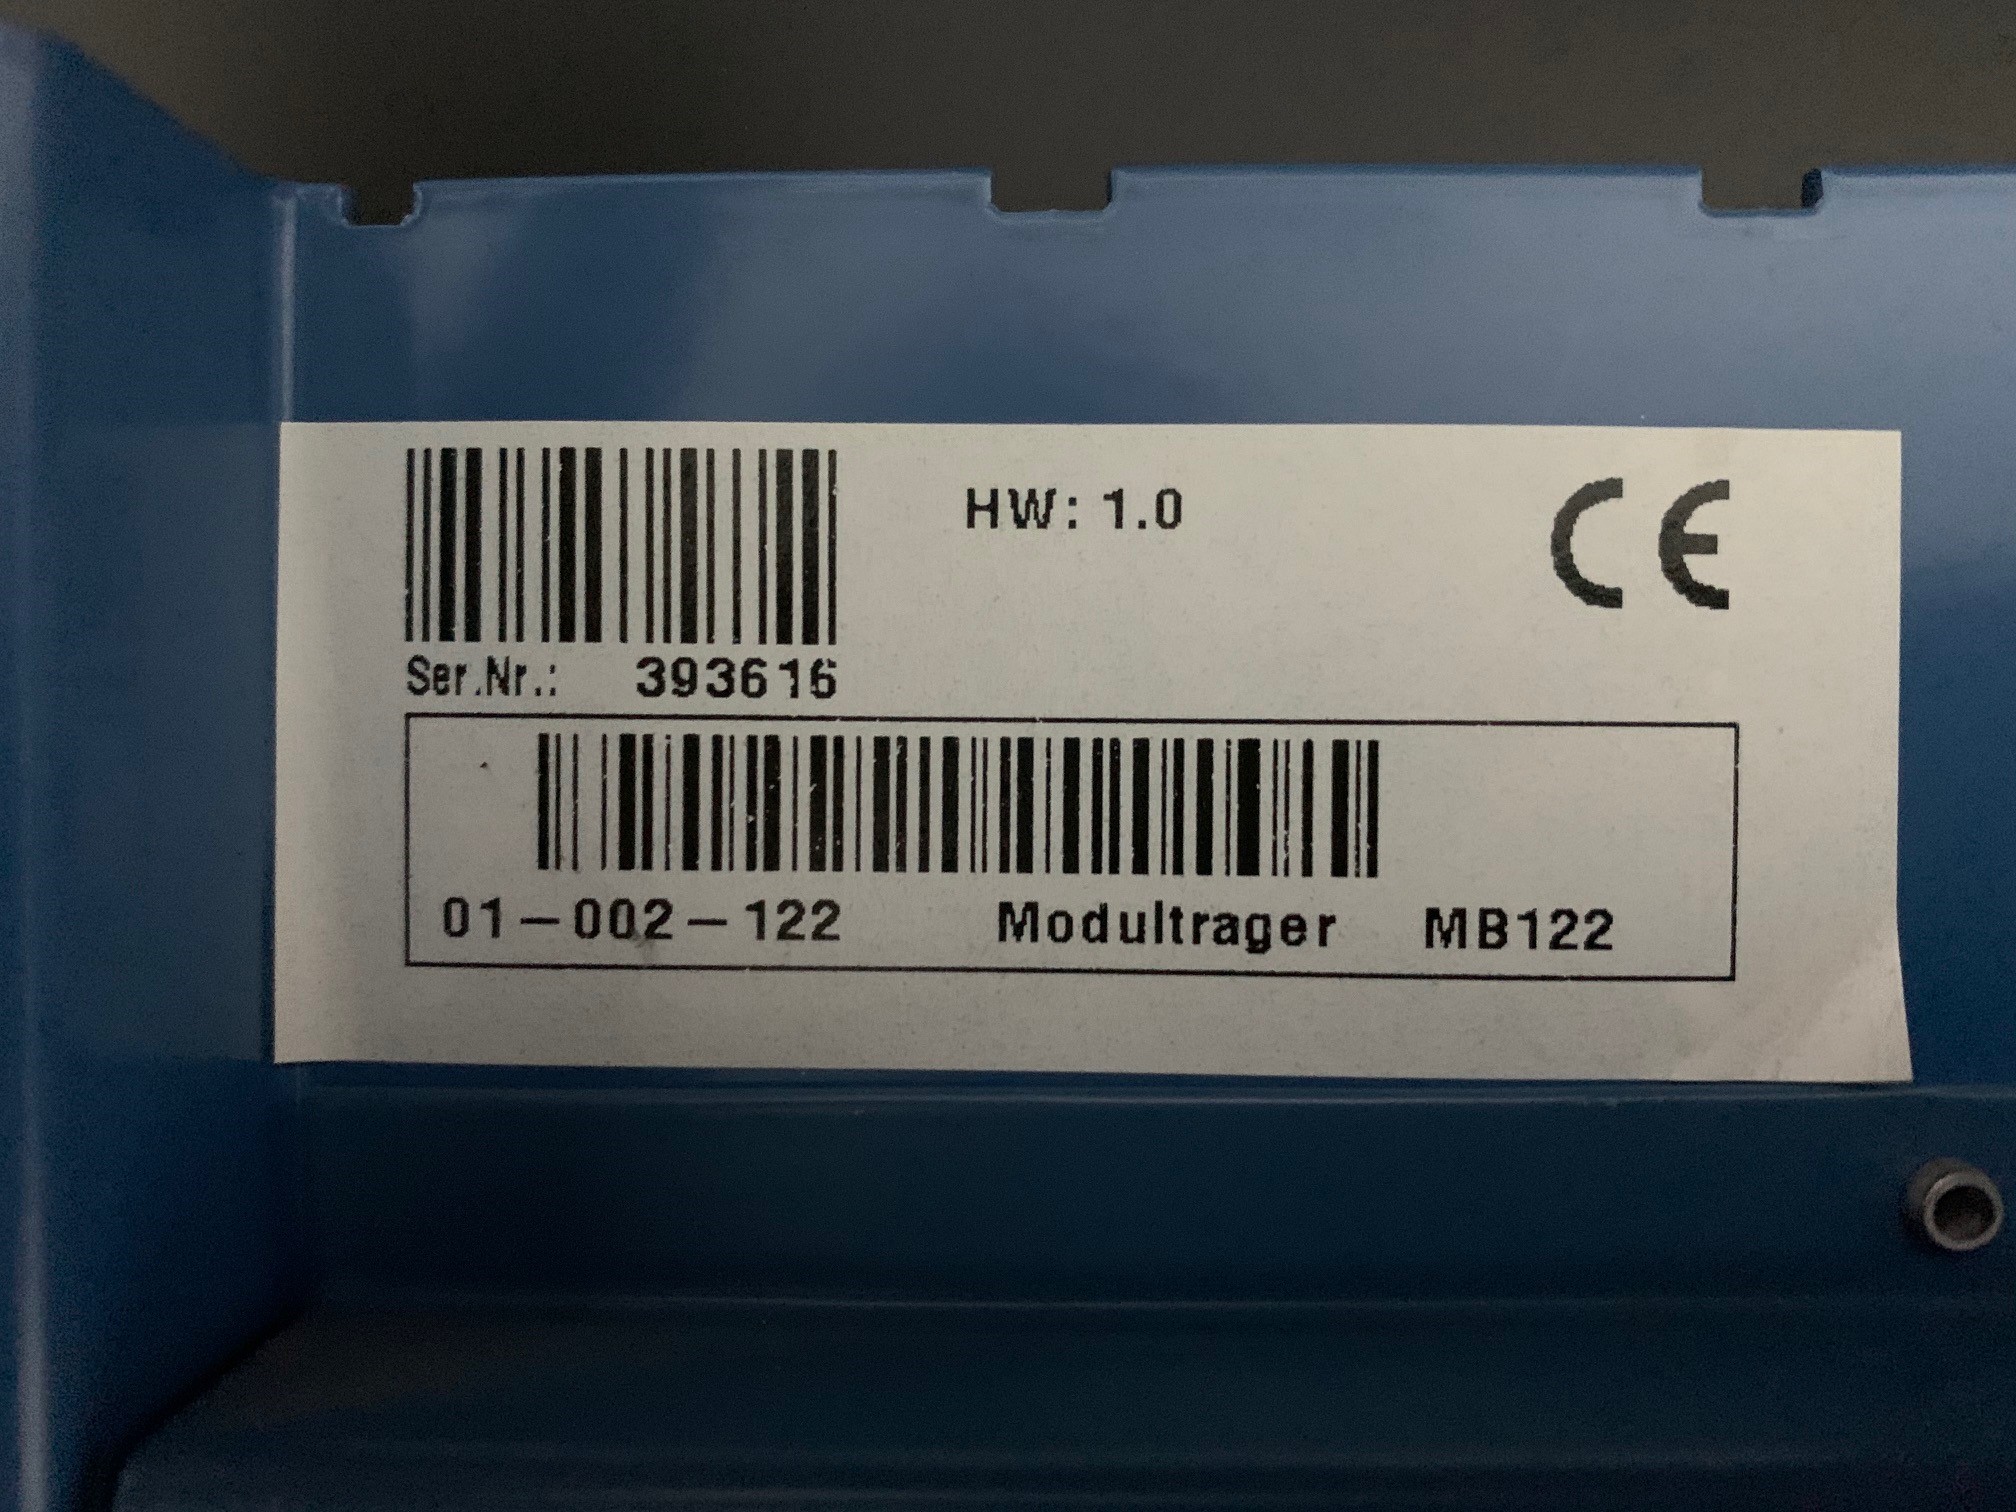 HW: 1.0
CE
Ser.Nr.: 393616
01-002-122 Modultrager MB122